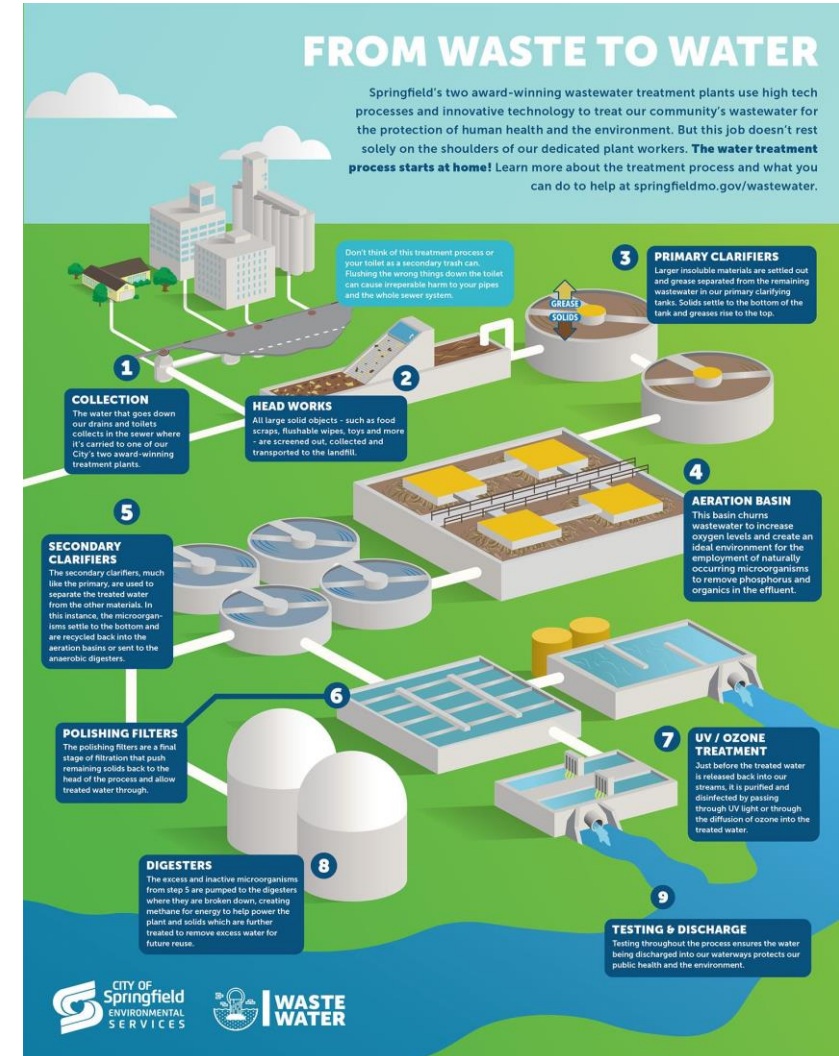 FROM WASTE TO WATER
Springfield's two award-winning wastewater treatment plants use high tech
processes and innovative technology to treat our community's wastewater for
the protection of human health and the environment. But this job doesn't rest
solely on the shoulders of our dedicated plant workers. The water treatment
process starts at home! Learn more about the treatment process and what you
can do to help at springfieldmo.gov/wastewater.
Don't think of this treatment process or
your toilet as a secondary trash can.
Flushing the wrong things down the toilet
can cause irreperable harm to your pipes
and the whole sewer system.
1
COLLECTION
The water that goes down
our drains and toilets
collects in the sewer where
it's carried to one of our
City's two award-winning
treatment plants.
2
HEAD WORKS
All large solid objects - such as food
scraps, flushable wipes, toys and more
- are screened out, collected and
transported to the landfill.
3
PRIMARY CLARIFIERS
Larger insoluble materials are settled out
and grease separated from the remaining
wastewater in our primary clarifying
tanks. Solids settle to the bottom of the
tank and greases rise to the top.
GREASE
SOLIDS
4
AERATION BASIN
This basin churns
wastewater to increase
oxygen levels and create an
ideal environment for the
employment of naturally
occurring microorganisms
to remove phosphorus and
organics in the effluent.
5
SECONDARY
CLARIFIERS
The secondary clarifiers, much
like the primary, are used to
separate the treated water
from the other materials. In
this instance, the microorgan-
isms settle to the bottom and
are recycled back into the
aeration basins or sent to the
anaerobic digesters.
6
POLISHING FILTERS
The polishing filters are a final
stage of filtration that push
remaining solids back to the
head of the process and allow
treated water through.
7
UV / OZONE
TREATMENT
Just before the treated water
is released back into our
streams, it is purified and
disinfected by passing
through UV light or through
the diffusion of ozone into the
treated water.
8
DIGESTERS
The excess and inactive microorganisms
from step 5 are pumped to the digesters
where they are broken down, creating
methane for energy to help power the
plant and solids which are further
treated to remove excess water for
future reuse.
9
TESTING & DISCHARGE
Testing throughout the process ensures the water
being discharged into our waterways protects our
public health and the environment.
CITY OF
Springfield
ENVIRONMENTAL
SERVICES
WASTE
WATER